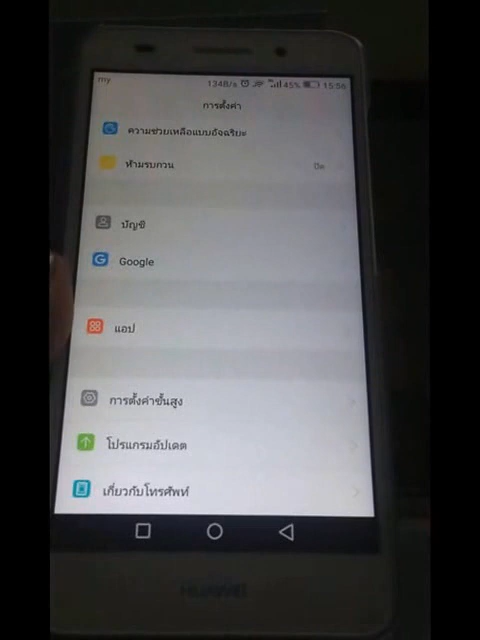 my 134B/s 45% 15:56
การตั้งค่า
ความช่วยเหลือแบบอัจฉริยะ
ห้ามรบกวน ปิด
บัญชี
Google
แอป
การตั้งค่าขั้นสูง
โปรแกรมอัปเดต
เกี่ยวกับโทรศัพท์
HUAWEI